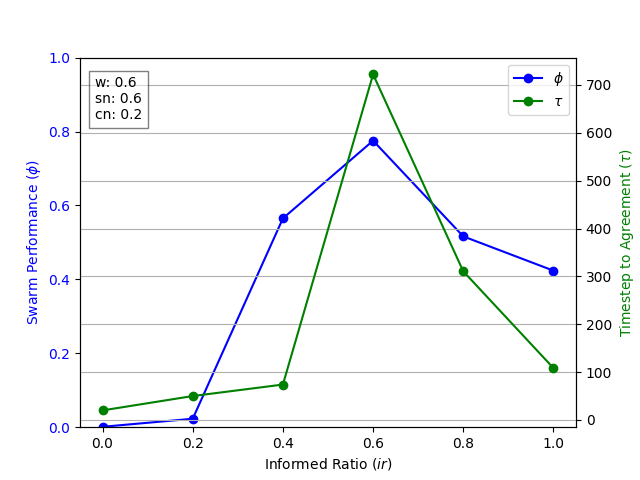 w: 0.6
sn: 0.6
cn: 0.2
ϕ
τ
1.0
0.8
0.6
0.4
0.2
0.0
Swarm Performance (ϕ)
700
600
500
400
300
200
100
0
Timestep to Agreement (τ)
0.0 0.2 0.4 0.6 0.8 1.0
Informed Ratio (ir)